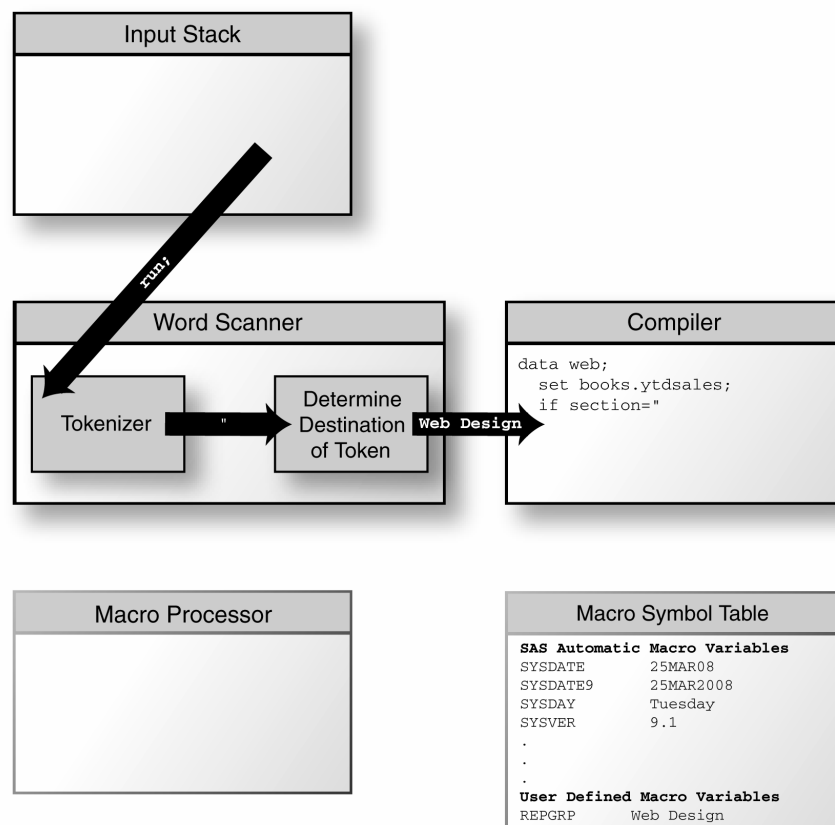 Input Stack
run;
Word Scanner
Tokenizer
"
Determine
Destination
of Token
Web Design
Compiler
data web;
  set books.ytdsales;
  if section="
Macro Processor
Macro Symbol Table
SAS Automatic Macro Variables
SYSDATE 25MAR08
SYSDATE9 25MAR2008
SYSDAY Tuesday
SYSVER 9.1
.
.
.
User Defined Macro Variables
REPGRP Web Design